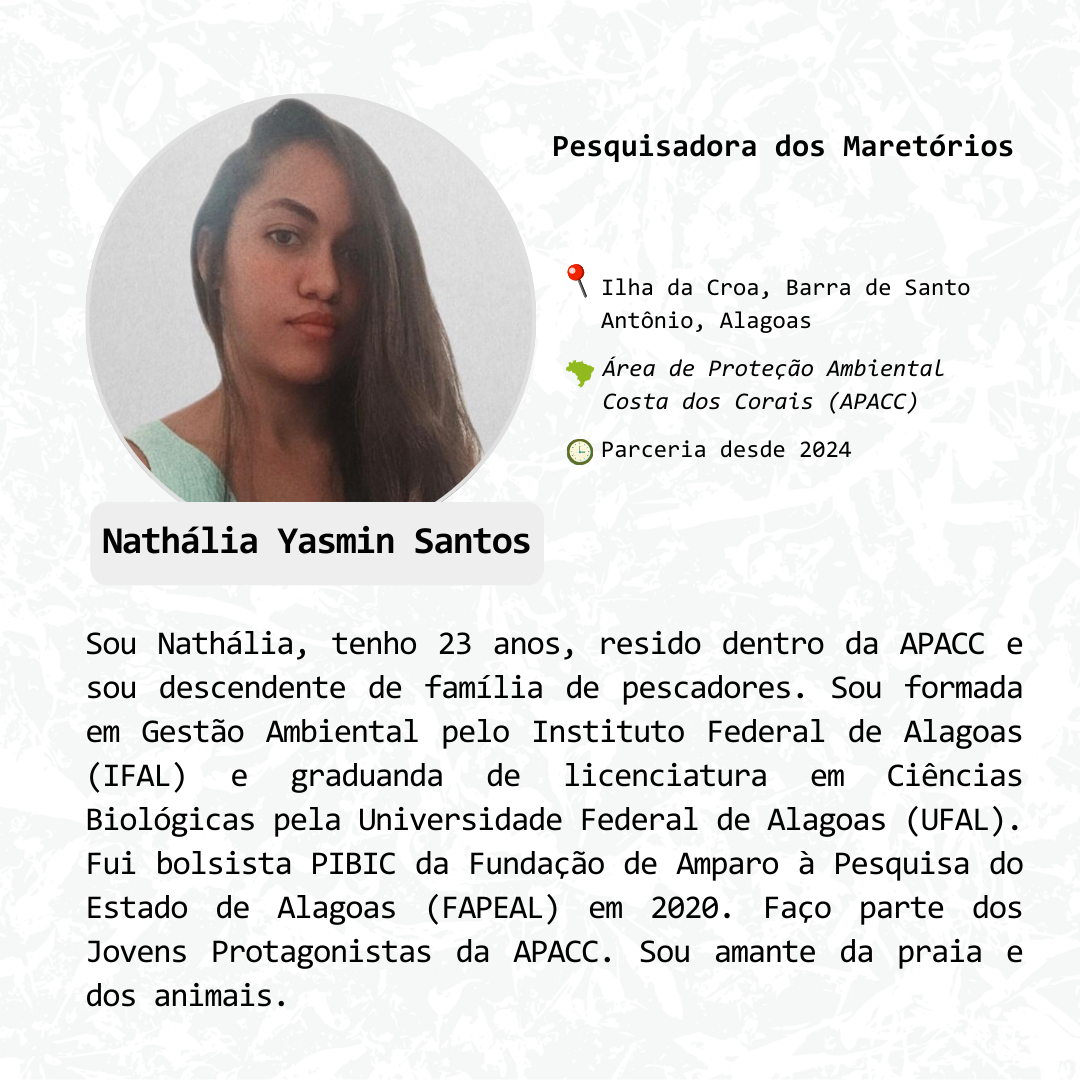 Pesquisadora dos Maretórios
Ilha da Croa, Barra de Santo
Antônio, Alagoas
Área de Proteção Ambiental
Costa dos Corais (APACC)
Parceria desde 2024
Nathália Yasmin Santos
Sou Nathália, tenho 23 anos, resido dentro da APACC e
sou descendente de família de pescadores. Sou formada
em Gestão Ambiental pelo Instituto Federal de Alagoas
(IFAL) e graduanda de licenciatura em Ciências
Biológicas pela Universidade Federal de Alagoas (UFAL).
Fui bolsista PIBIC da Fundação de Amparo à Pesquisa do
Estado de Alagoas (FAPEAL) em 2020. Faço parte dos
Jovens Protagonistas da APACC. Sou amante da praia e
dos animais.